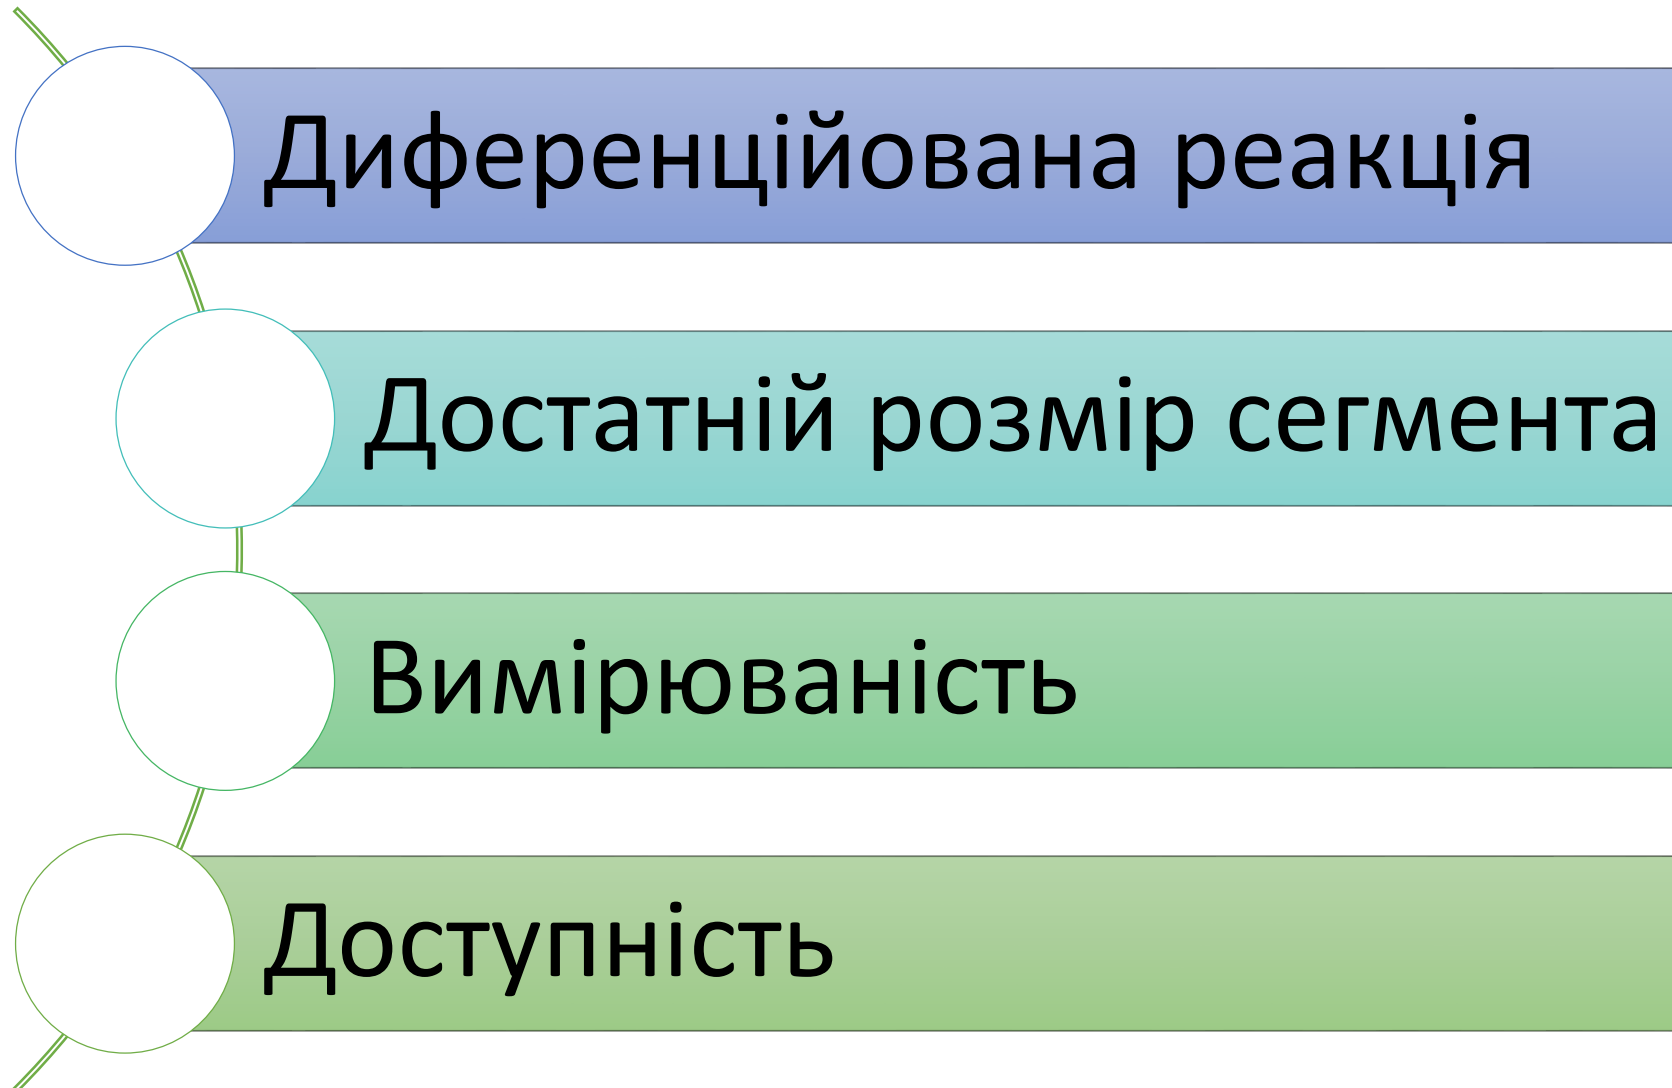 Диференційована реакція
Достатній розмір сегмента
Вимірюваність
Доступність